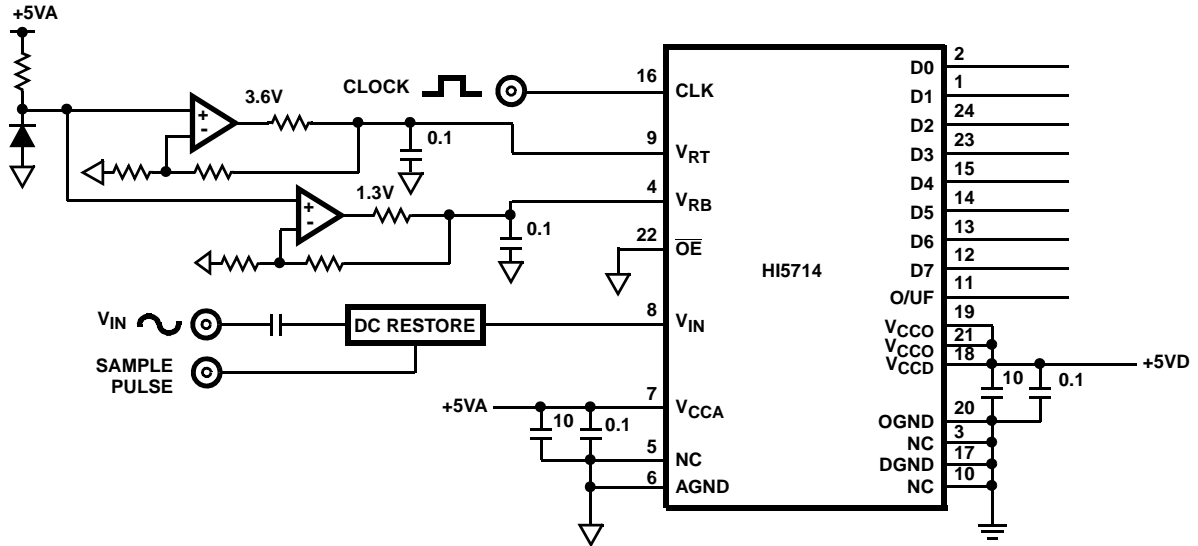 +5VA
+
-
3.6V
0.1
+
-
1.3V
0.1
CLOCK
16 CLK
9 VRT
4 VRB
22 OE
VIN
DC RESTORE
8 VIN
SAMPLE
PULSE
+5VA
10
0.1
7 VCCA
5 NC
6 AGND
HI5714
D0 2
D1 1
D2 24
D3 23
D4 15
D5 14
D6 13
D7 12
O/UF 11
VCCO 19
VCCO 21
VCCD 18
+5VD
10
0.1
OGND 20
NC 3
DGND 17
NC 10